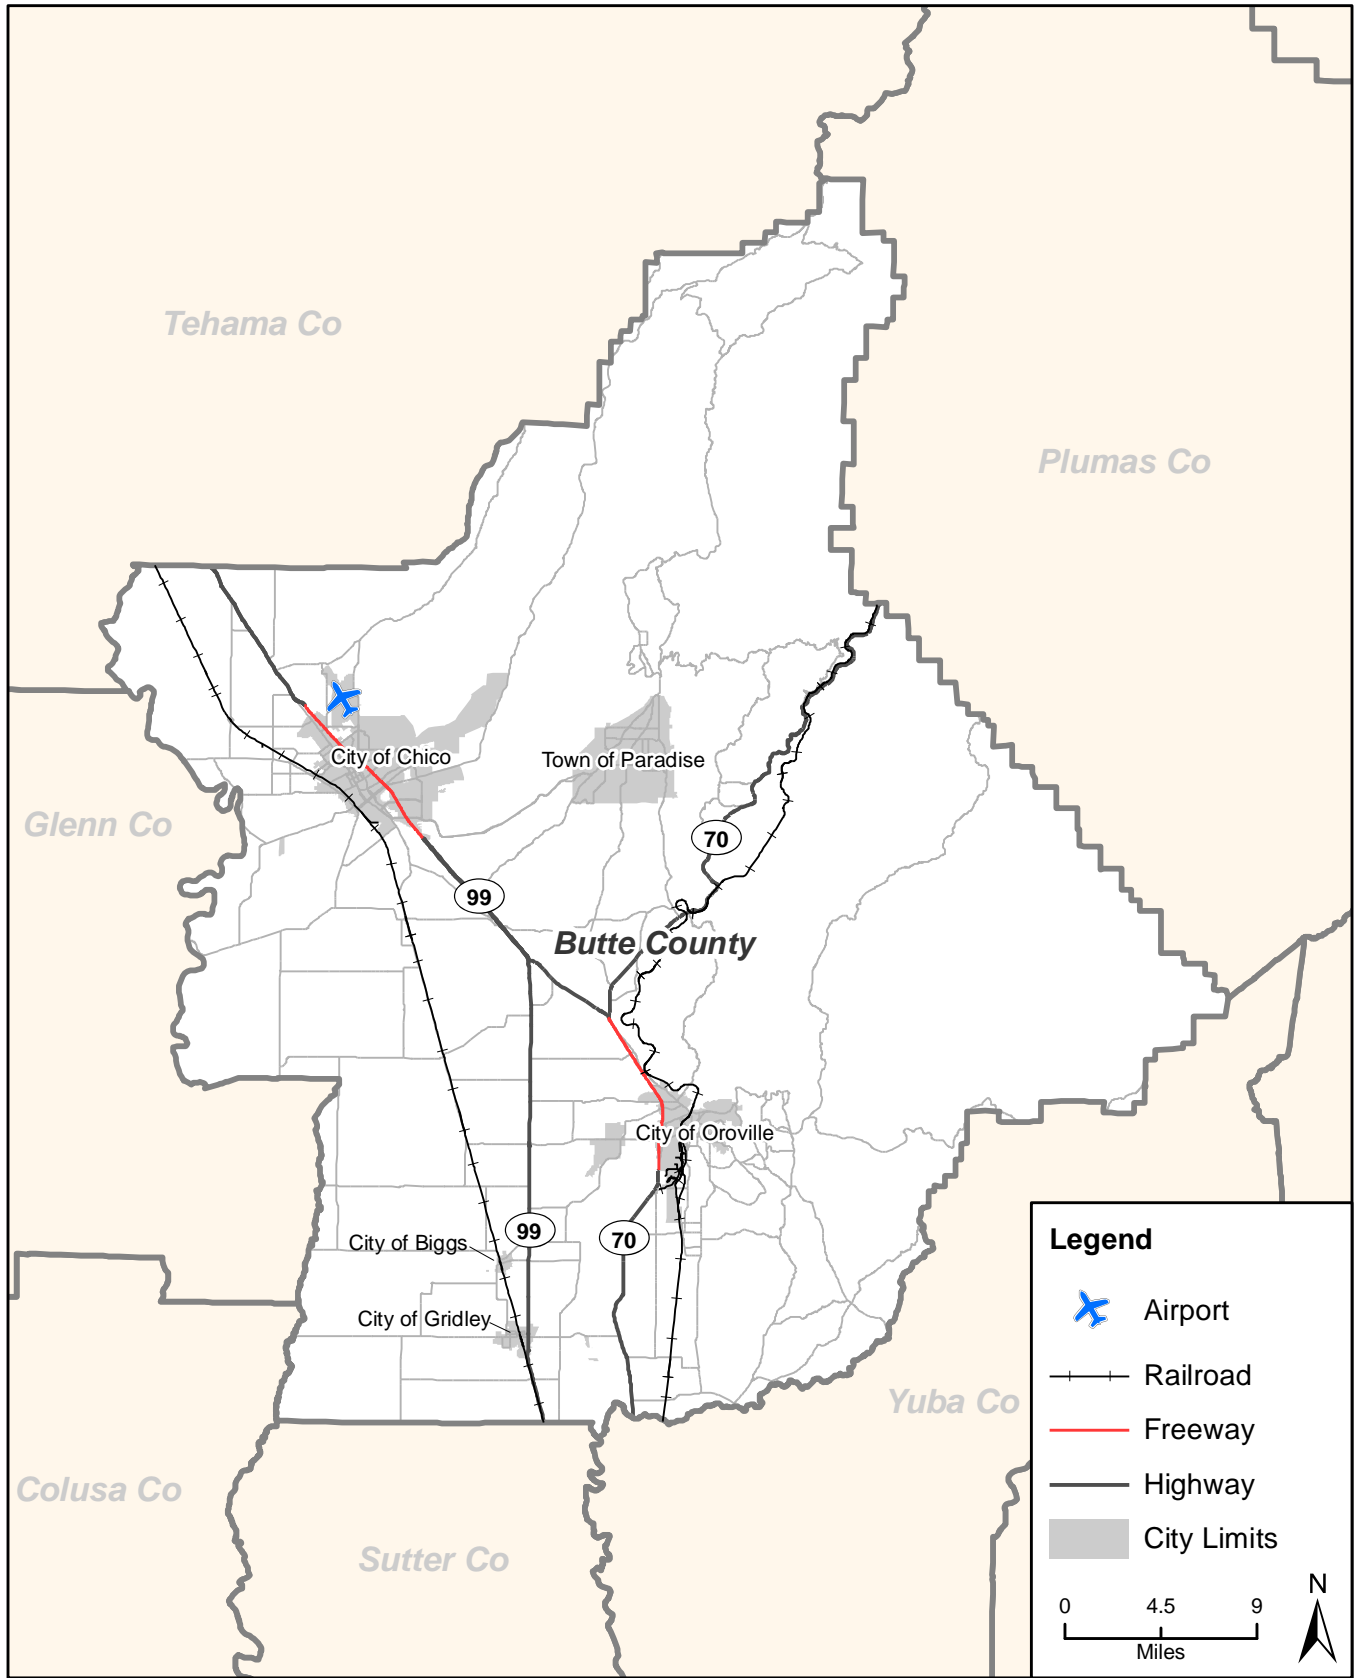 Tehama Co
Plumas Co
City of Chico
Town of Paradise
Glenn Co
70
99
Butte County
City of Oroville
99
70
City of Biggs
City of Gridley
Yuba Co
Colusa Co
Sutter Co
Legend
Airport
Railroad
Freeway
Highway
City Limits
N
0 4.5 9
Miles